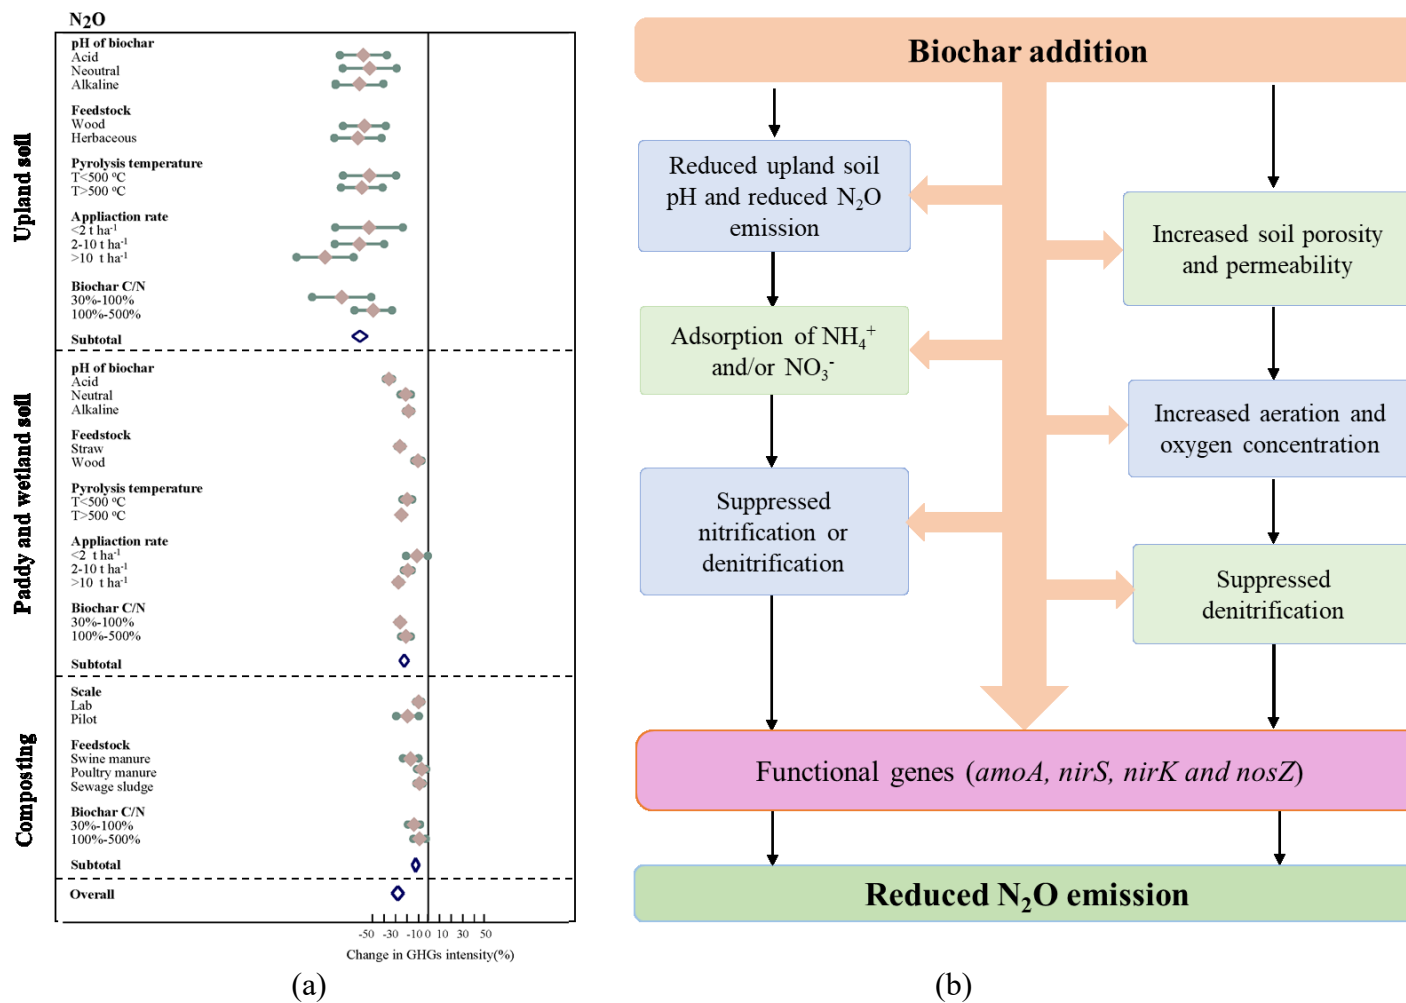 N₂O
Upland soil
pH of biochar
Acid
Neoutral
Alkaline
Feedstock
Wood
Herbaceous
Pyrolysis temperature
T<500 °C
T>500 °C
Appliaction rate
<2 t ha⁻¹
2-10 t ha⁻¹
>10 t ha⁻¹
Biochar C/N
30%-100%
100%-500%
Subtotal
Paddy and wetland soil
pH of biochar
Acid
Neutral
Alkaline
Feedstock
Straw
Wood
Pyrolysis temperature
T<500 °C
T>500 °C
Appliaction rate
<2 t ha⁻¹
2-10 t ha⁻¹
>10 t ha⁻¹
Biochar C/N
30%-100%
100%-500%
Subtotal
Composting
Scale
Lab
Pilot
Feedstock
Swine manure
Poultry manure
Sewage sludge
Biochar C/N
30%-100%
100%-500%
Subtotal
Overall
-50 -30 -10 0 10 30 50
Change in GHGs intensity(%)
(a)
Biochar addition
Reduced upland soil
pH and reduced N₂O
emission
Adsorption of NH₄⁺
and/or NO₃⁻
Suppressed
nitrification or
denitrification
Increased soil porosity
and permeability
Increased aeration and
oxygen concentration
Suppressed
denitrification
Functional genes (amoA, nirS, nirK and nosZ)
Reduced N₂O emission
(b)